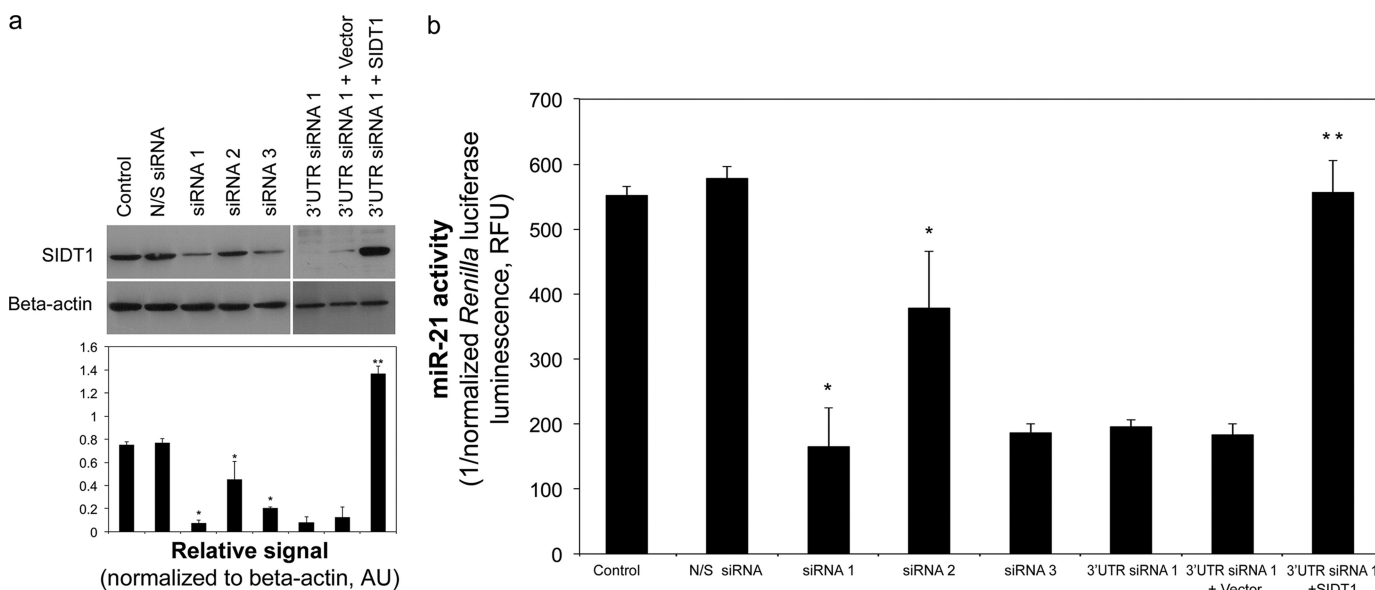 a
Control
N/S siRNA
siRNA 1
siRNA 2
siRNA 3
3'UTR siRNA 1
3'UTR siRNA 1 + Vector
3'UTR siRNA 1 + SIDT1
SIDT1
Beta-actin
1.6
1.4
1.2
1
0.8
0.6
0.4
0.2
0
*
*
*
**
Relative signal
(normalized to beta-actin, AU)
b
miR-21 activity
(1/normalized Renilla luciferase
luminescence, RFU)
700
600
500
400
300
200
100
0
*
*
**
Control
N/S siRNA
siRNA 1
siRNA 2
siRNA 3
3'UTR siRNA 1
3'UTR siRNA 1
+ Vector
3'UTR siRNA 1
+SIDT1